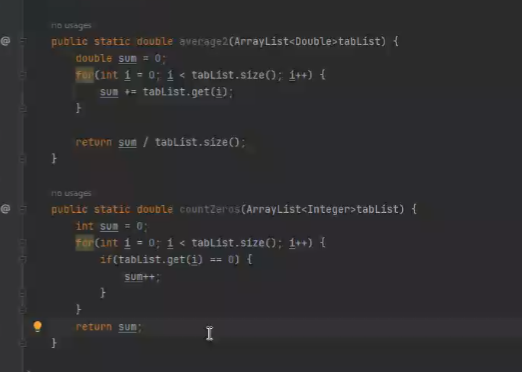 no usages
public static double average2(ArrayList<Double>tabList) {
double sum = 0;
for(int i = 0; i < tabList.size(); i++) {
sum += tabList.get(i);
}
return sum / tabList.size();
}
no usages
public static double countZeros(ArrayList<Integer>tabList) {
int sum = 0;
for(int i = 0; i < tabList.size(); i++) {
if(tabList.get(i) == 0) {
sum++;
}
}
return sum;
}